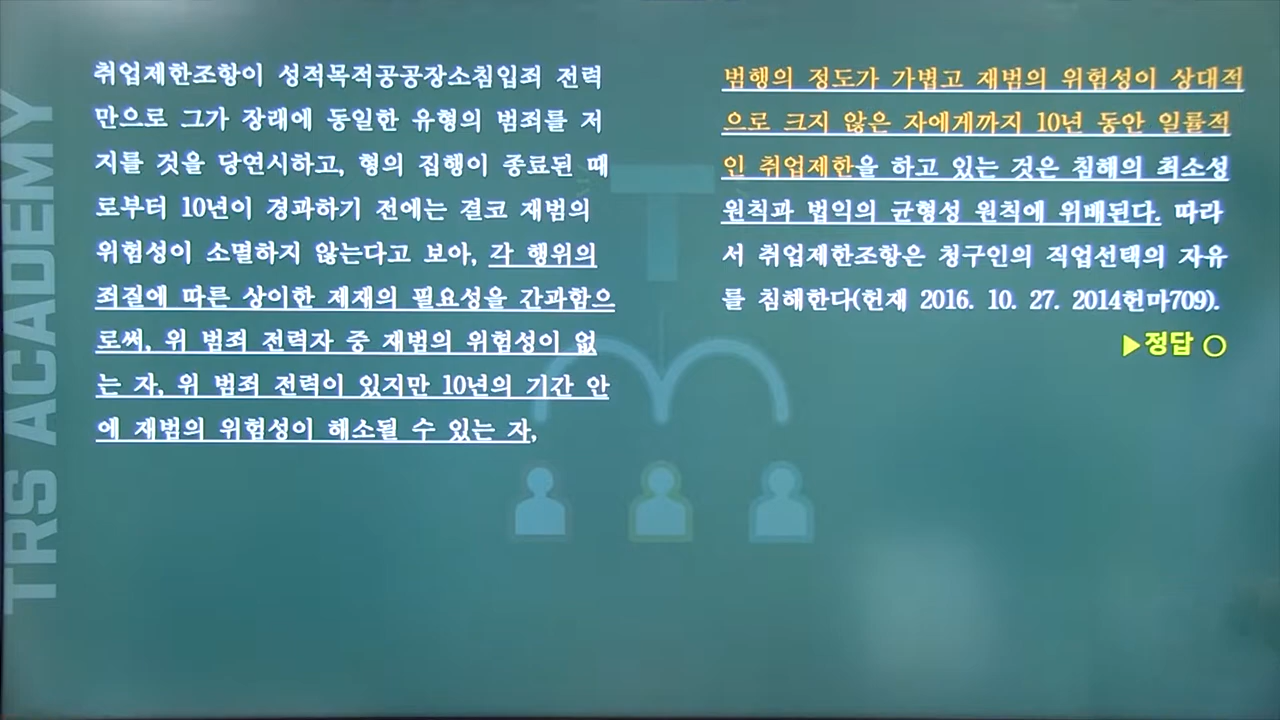 취업제한조항이 성적목적공공장소침입죄 전력
만으로 그가 장래에 동일한 유형의 범죄를 저
지를 것을 당연시하고, 형의 집행이 종료된 때
로부터 10년이 경과하기 전에는 결코 재범의
위험성이 소멸하지 않는다고 보아, 각 행위의
죄질에 따른 상이한 제재의 필요성을 간과함으
로써, 위 범죄 전력자 중 재범의 위험성이 없
는 자, 위 범죄 전력이 있지만 10년의 기간 안
에 재범의 위험성이 해소될 수 있는 자,
범행의 정도가 가볍고 재범의 위험성이 상대적
으로 크지 않은 자에게까지 10년 동안 일률적
인 취업제한을 하고 있는 것은 침해의 최소성
원칙과 법익의 균형성 원칙에 위배된다. 따라
서 취업제한조항은 청구인의 직업선택의 자유
를 침해한다(헌재 2016. 10. 27. 2014헌마709).
▶정답 ○
TRS ACADEMY